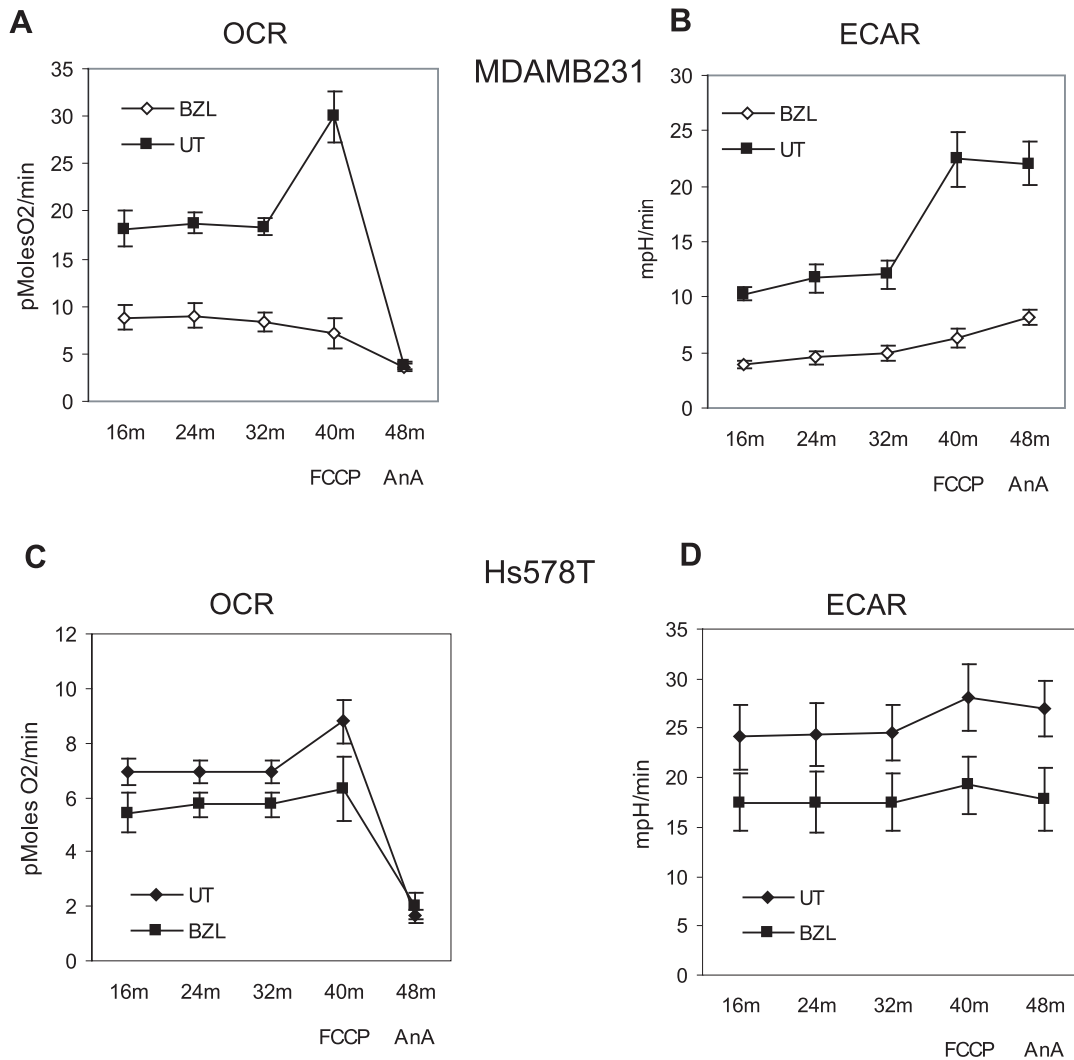 A
OCR
pMolesO2/min
35
30
25
20
15
10
5
0
BZL
UT
16m 24m 32m 40m 48m
FCCP AnA
MDAMB231
B
ECAR
mpH/min
30
25
20
15
10
5
0
BZL
UT
16m 24m 32m 40m 48m
FCCP AnA
C
OCR
pMoles O2/min
12
10
8
6
4
2
0
UT
BZL
16m 24m 32m 40m 48m
FCCP AnA
Hs578T
D
ECAR
mpH/min
35
30
25
20
15
10
5
0
UT
BZL
16m 24m 32m 40m 48m
FCCP AnA